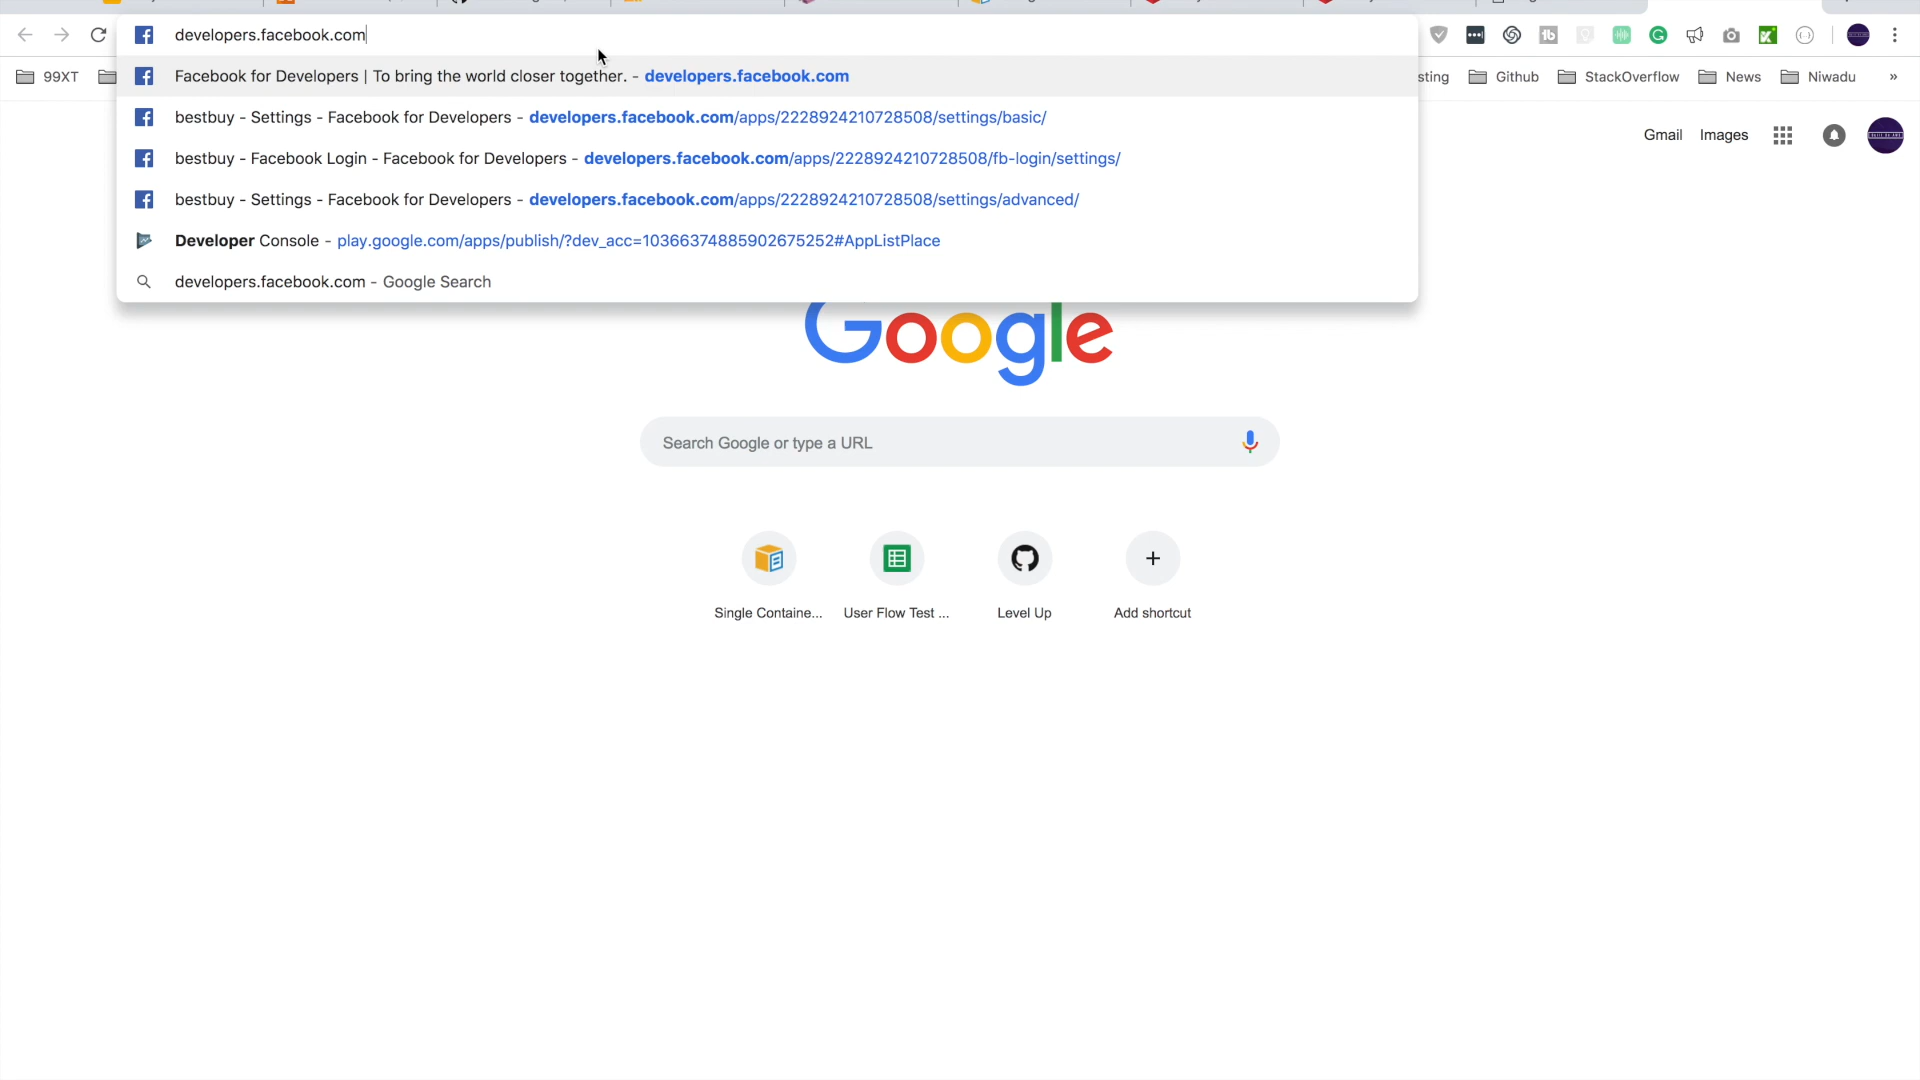 developers.facebook.com
Facebook for Developers | To bring the world closer together. - developers.facebook.com
99XT
sting
Github
StackOverflow
News
Niwadu
»
bestbuy - Settings - Facebook for Developers - developers.facebook.com/apps/2228924210728508/settings/basic/
Gmail
Images
bestbuy - Facebook Login - Facebook for Developers - developers.facebook.com/apps/2228924210728508/fb-login/settings/
bestbuy - Settings - Facebook for Developers - developers.facebook.com/apps/2228924210728508/settings/advanced/
Developer Console - play.google.com/apps/publish/?dev_acc=10366374885902675252#AppListPlace
developers.facebook.com - Google Search
Google
Search Google or type a URL
Single Containe...
User Flow Test ...
Level Up
Add shortcut